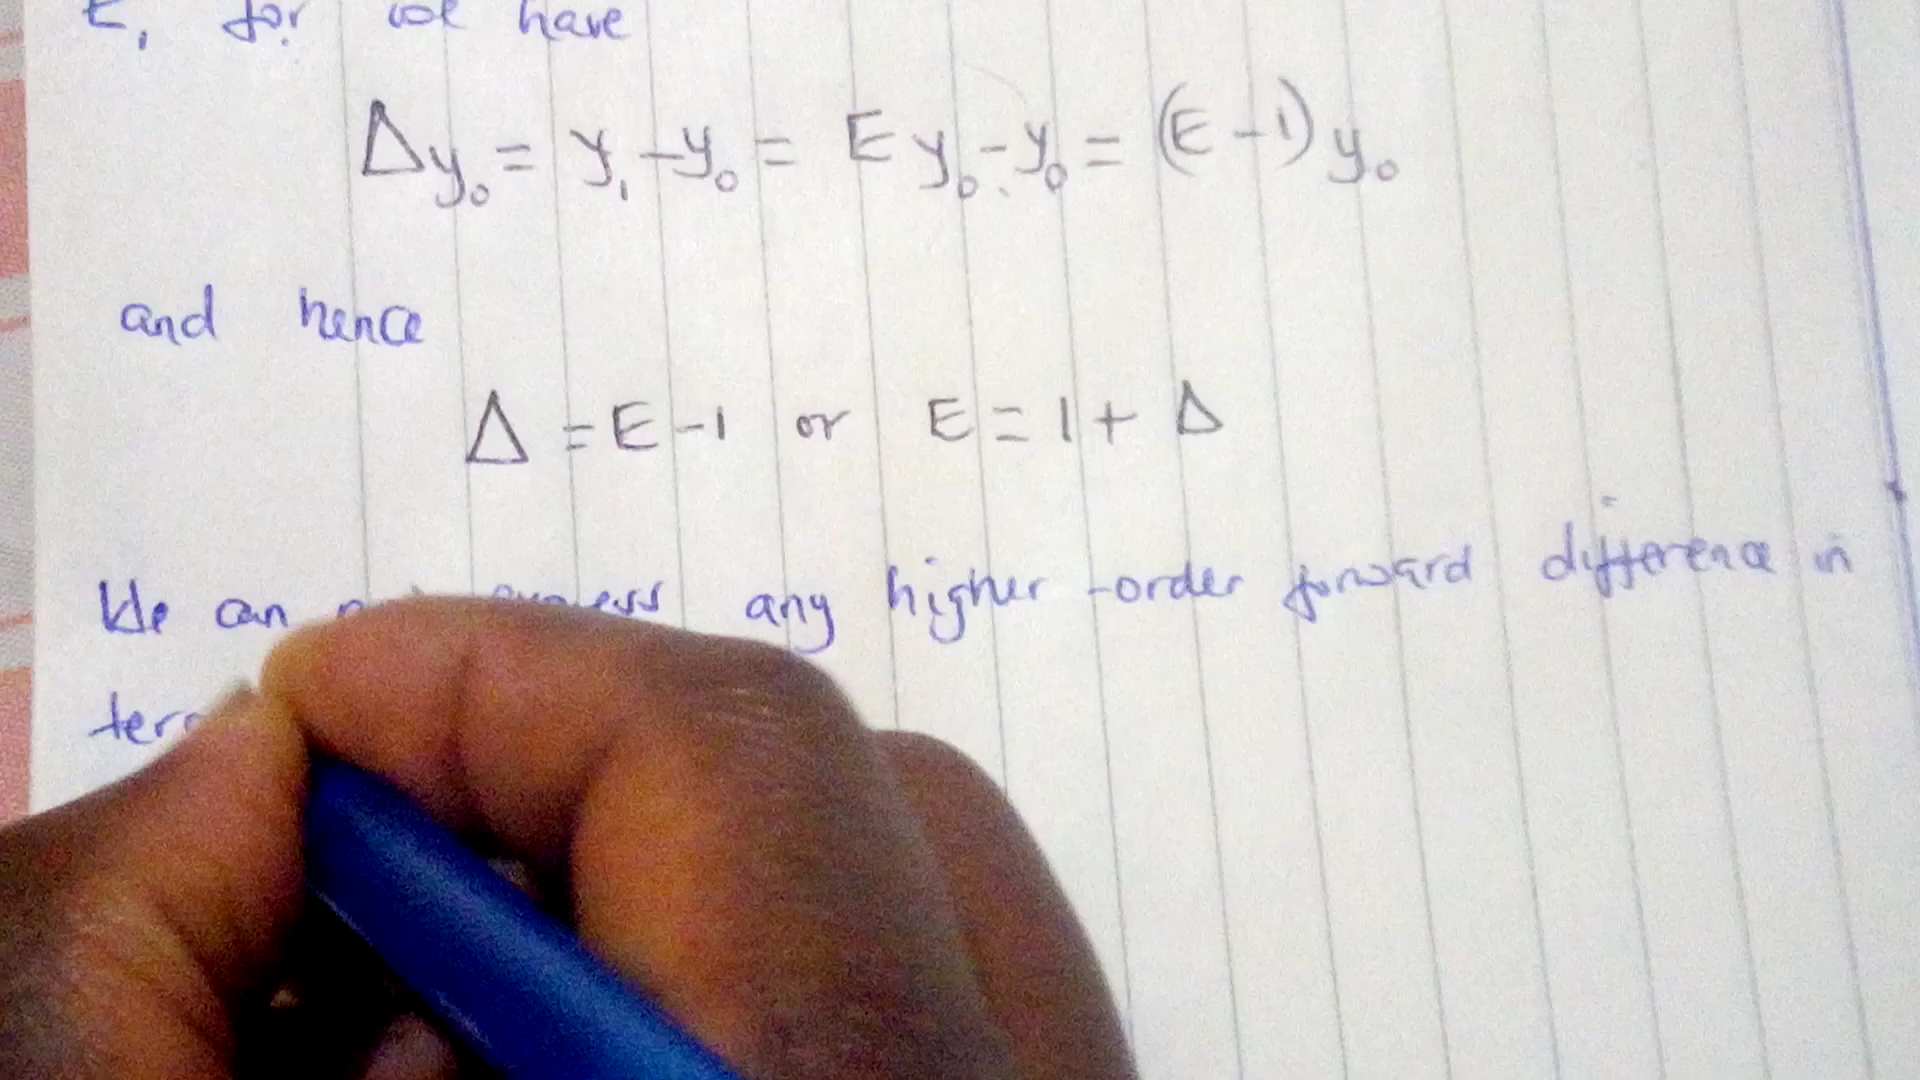 E, for we have
Δy₀ = y₁ - y₀ = Ey₀ - y₀ = (E - 1)y₀
and hence
Δ = E - 1 or E = 1 + Δ
We can any higher-order forward difference in